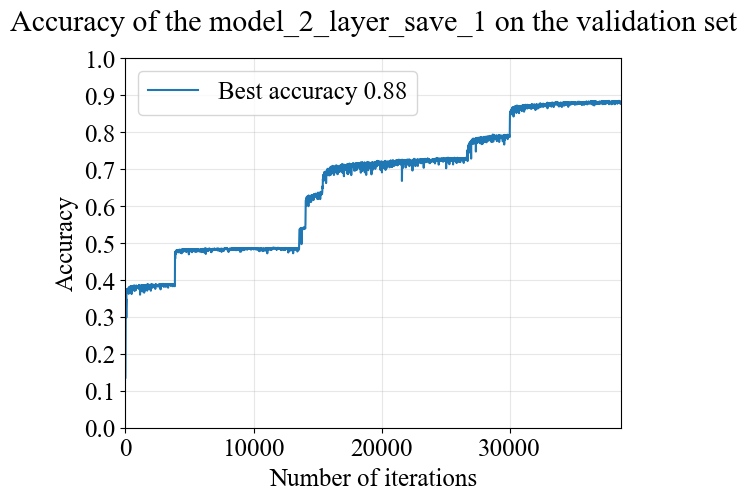 Accuracy of the model_2_layer_save_1 on the validation set
Best accuracy 0.88
1.0
0.9
0.8
0.7
0.6
0.5
0.4
0.3
0.2
0.1
0.0
Accuracy
0 10000 20000 30000
Number of iterations